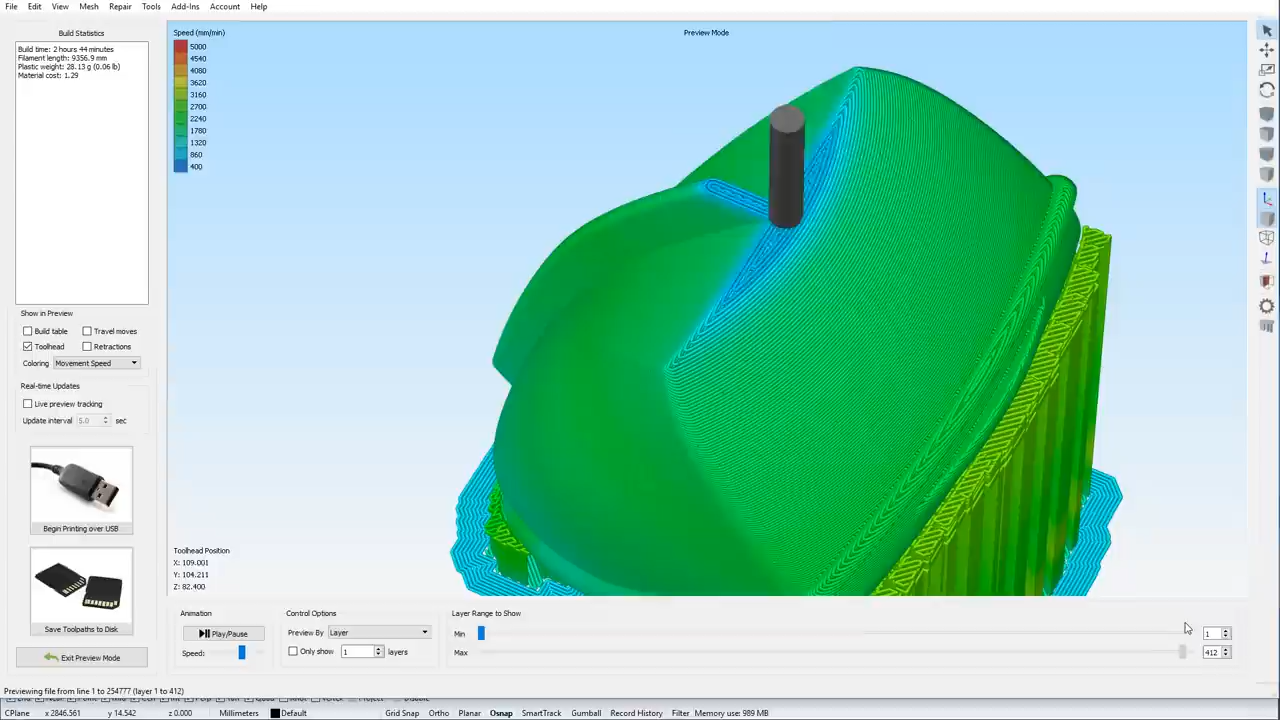 File Edit View Mesh Repair Tools Add-Ins Account Help
Build Statistics
Build time: 2 hours 44 minutes
Filament length: 9356.9 mm
Plastic weight: 28.13 g (0.06 lb)
Material cost: 1.29
Speed (mm/min)
5000
4540
4080
3620
3160
2700
2240
1780
1320
860
400
Preview Mode
Show in Preview
Build table Travel moves
Toolhead Retractions
Coloring Movement Speed
Real-time Updates
Live preview tracking
Update interval 5.0 sec
Begin Printing over USB
Save Toolpaths to Disk
Exit Preview Mode
Toolhead Position
X: 109.001
Y: 104.211
Z: 82.400
Animation
Play/Pause
Speed:
Control Options
Preview By Layer
Only show 1 layers
Layer Range to Show
Min 1
Max 412
Previewing file from line 1 to 254777 (layer 1 to 412)
CPlane x 2846.561 y 14.542 z 0.000 Millimeters Default Grid Snap Ortho Planar Osnap SmartTrack Gumball Record History Filter Memory use: 989 MB